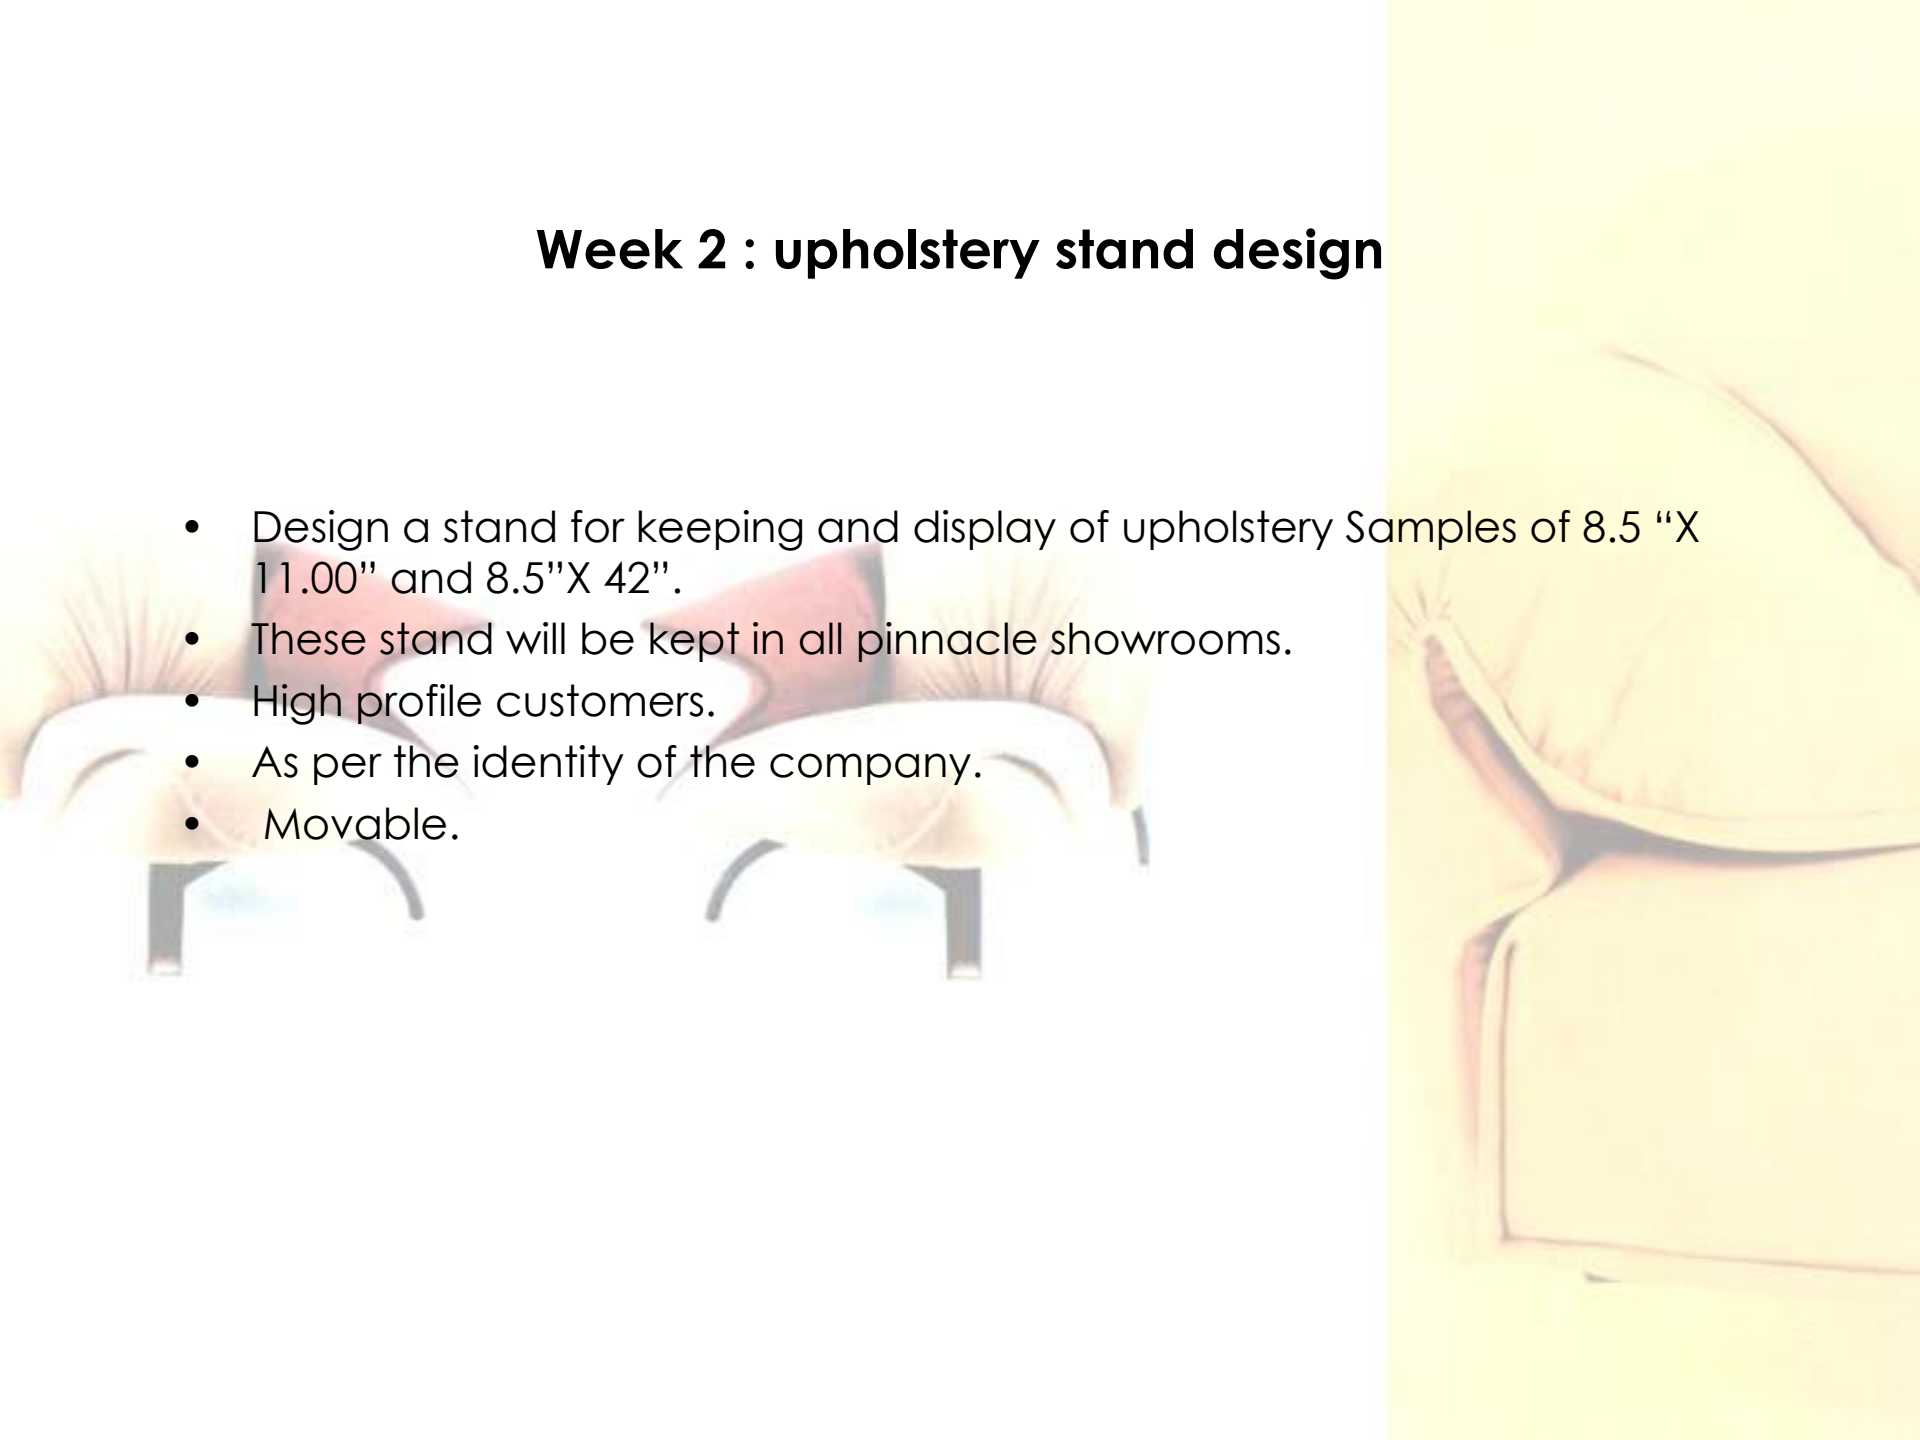 Week 2 : upholstery stand design
• Design a stand for keeping and display of upholstery Samples of 8.5 “X
11.00” and 8.5”X 42”.
• These stand will be kept in all pinnacle showrooms.
• High profile customers.
• As per the identity of the company.
• Movable.